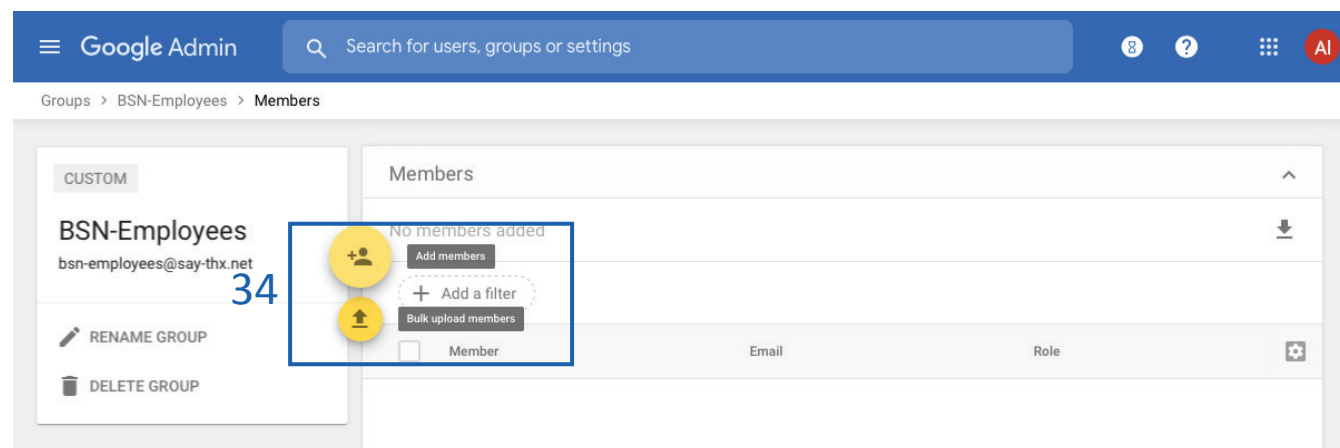 Google Admin
Search for users, groups or settings
8
?
AI
Groups > BSN-Employees > Members
CUSTOM
BSN-Employees
bsn-employees@say-thx.net
RENAME GROUP
DELETE GROUP
34
Members
No members added
Add members
+ Add a filter
Bulk upload members
Member Email Role